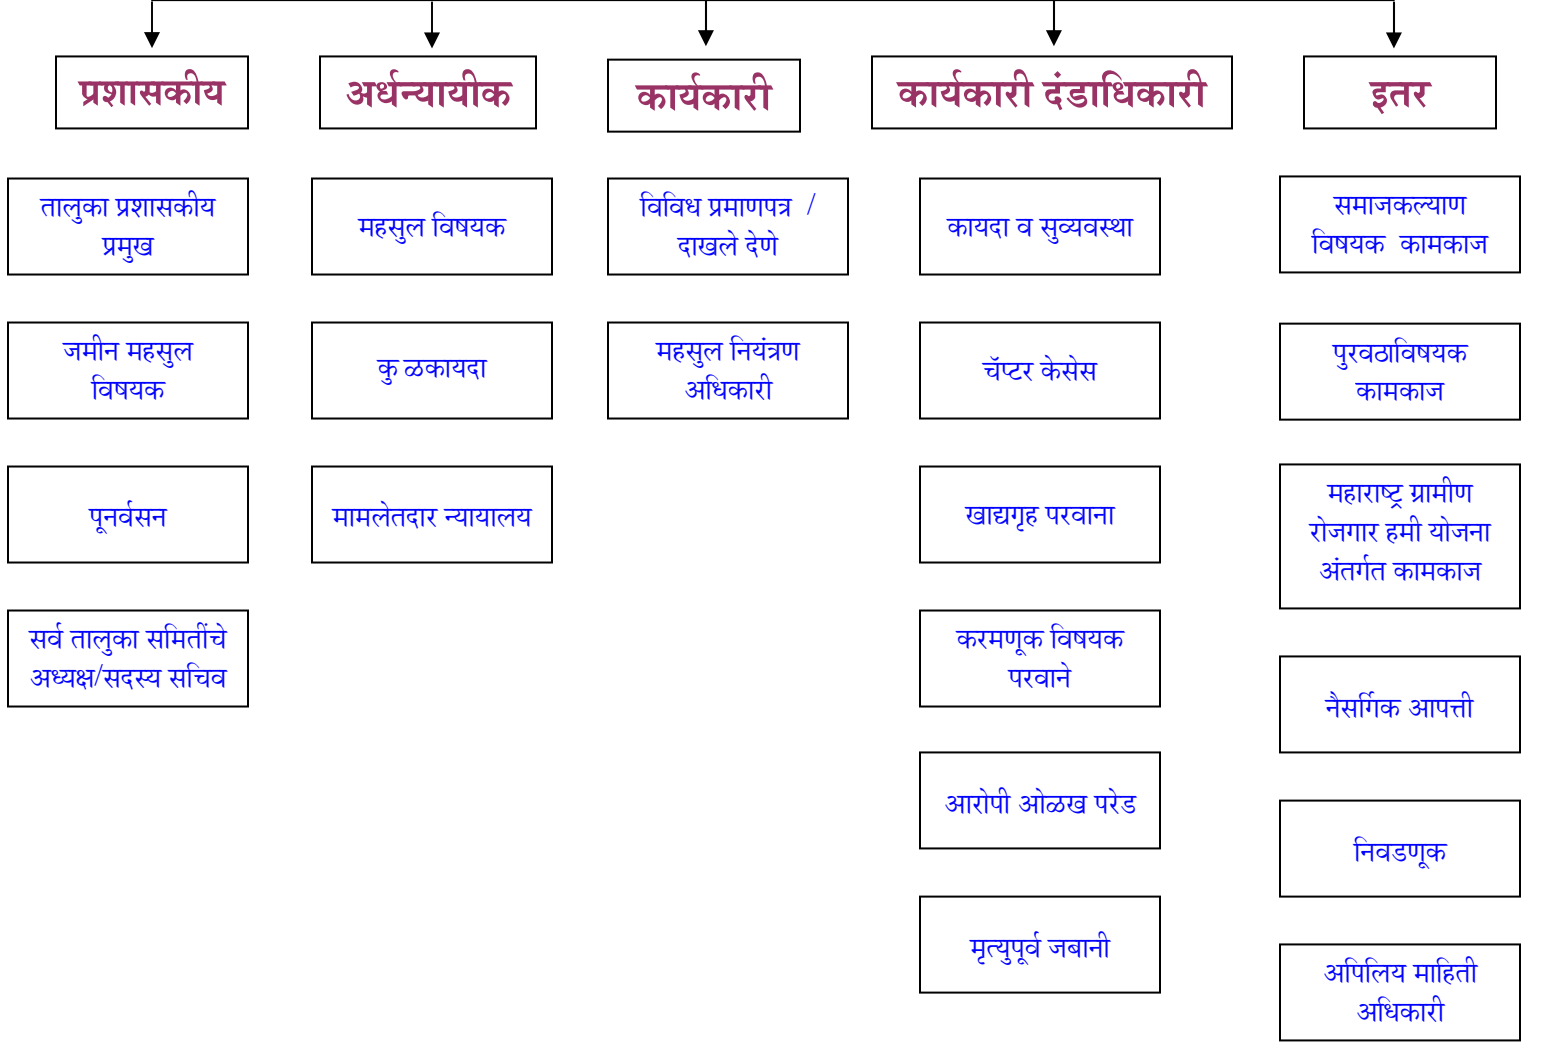 प्रशासकीय
तालुका प्रशासकीय
प्रमुख
जमीन महसुल
विषयक
पूनर्वसन
सर्व तालुका समितींचे
अध्यक्ष/सदस्य सचिव
अर्धन्यायीक
महसुल विषयक
कु ळकायदा
मामलेतदार न्यायालय
कार्यकारी
विविध प्रमाणपत्र /
दाखले देणे
महसुल नियंत्रण
अधिकारी
कार्यकारी दंडाधिकारी
कायदा व सुव्यवस्था
चॅप्टर केसेस
खाद्यगृह परवाना
करमणूक विषयक
परवाने
आरोपी ओळख परेड
मृत्युपूर्व जबानी
इतर
समाजकल्याण
विषयक कामकाज
पुरवठाविषयक
कामकाज
महाराष्ट्र ग्रामीण
रोजगार हमी योजना
अंतर्गत कामकाज
नैसर्गिक आपत्ती
निवडणूक
अपिलिय माहिती
अधिकारी